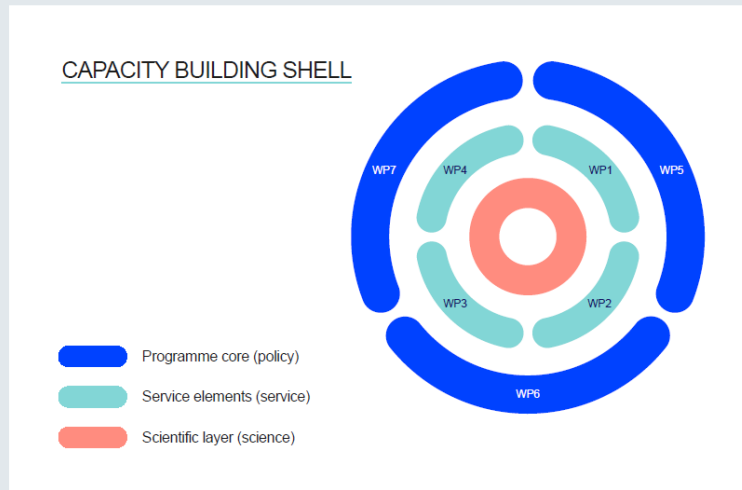 CAPACITY BUILDING SHELL
WP7
WP4
WP1
WP5
WP3
WP2
WP6
Programme core (policy)
Service elements (service)
Scientific layer (science)